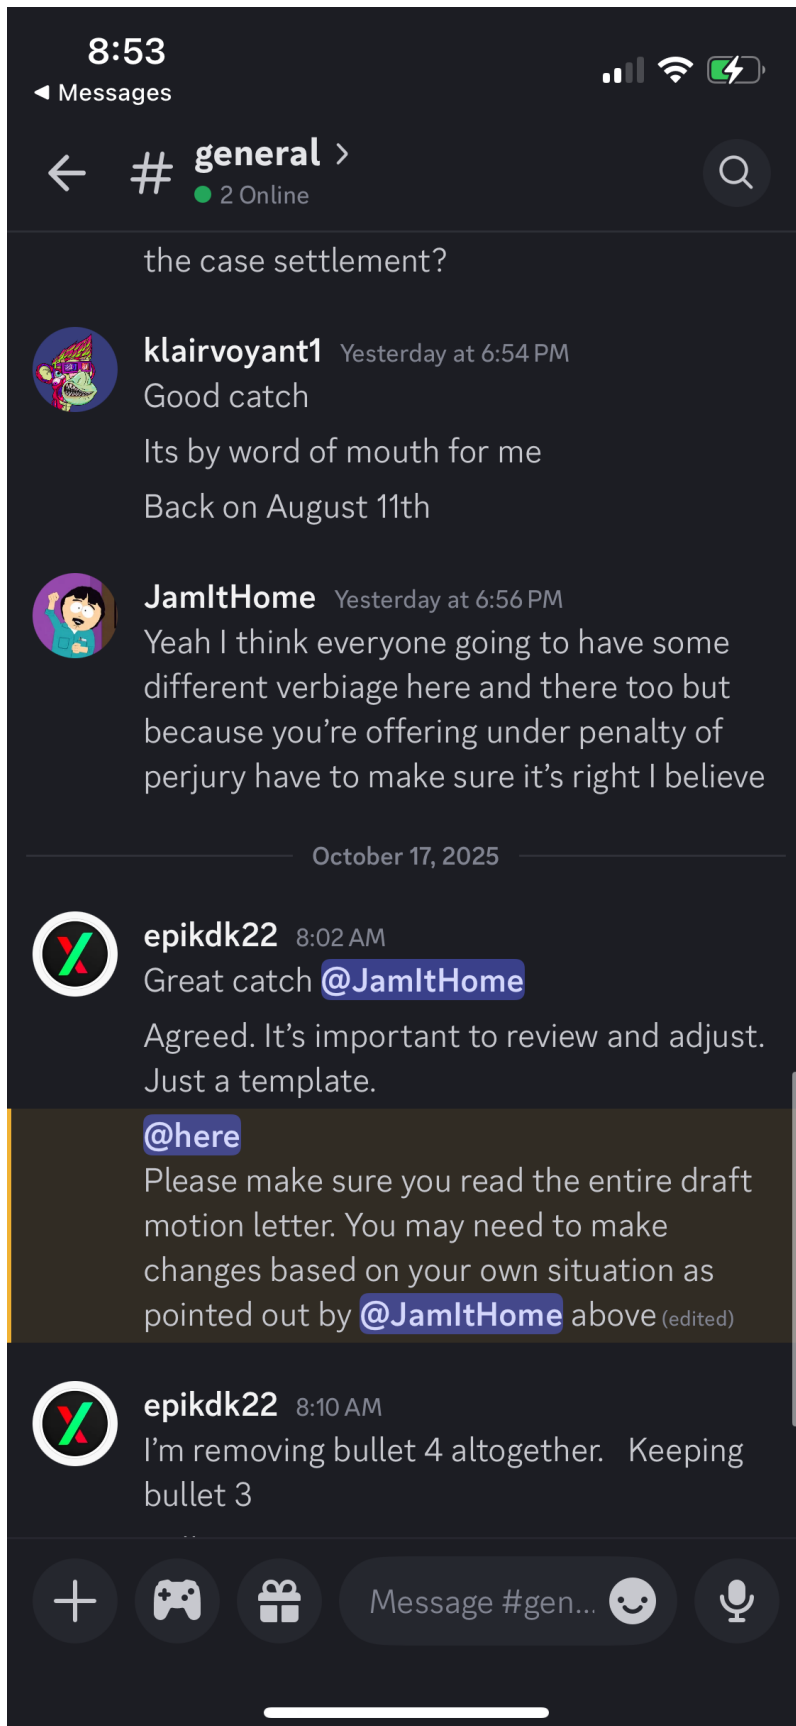 8:53
◀ Messages
# general >
2 Online
the case settlement?
klairvoyant1 Yesterday at 6:54 PM
Good catch
Its by word of mouth for me
Back on August 11th
JamItHome Yesterday at 6:56 PM
Yeah I think everyone going to have some
different verbiage here and there too but
because you’re offering under penalty of
perjury have to make sure it’s right I believe
October 17, 2025
epikdk22 8:02 AM
Great catch @JamItHome
Agreed. It’s important to review and adjust.
Just a template.
@here
Please make sure you read the entire draft
motion letter. You may need to make
changes based on your own situation as
pointed out by @JamItHome above (edited)
epikdk22 8:10 AM
I’m removing bullet 4 altogether. Keeping
bullet 3
Message #gen...